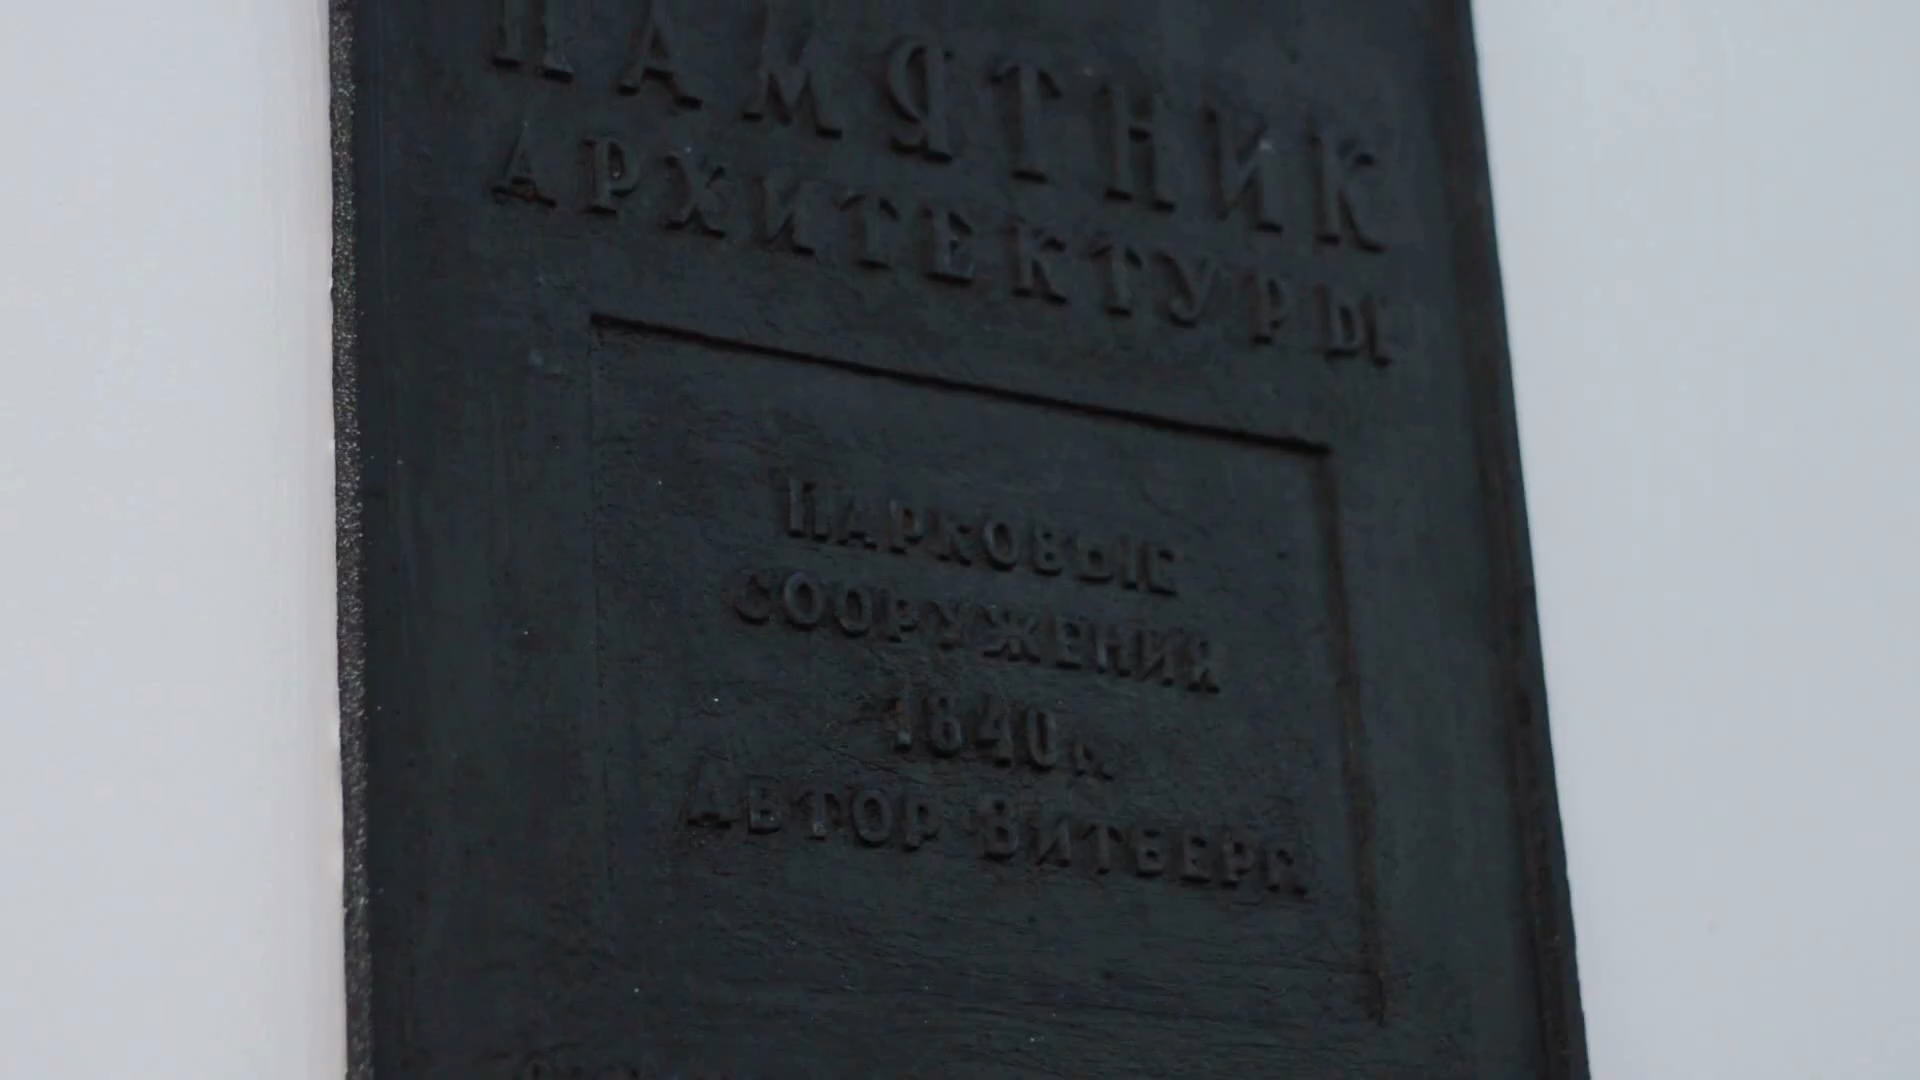 ПАМЯТНИК
АРХИТЕКТУРЫ
ПАРКОВЫЕ
СООРУЖЕНИЯ
1840 г.
АВТОР ВИТБЕРГ